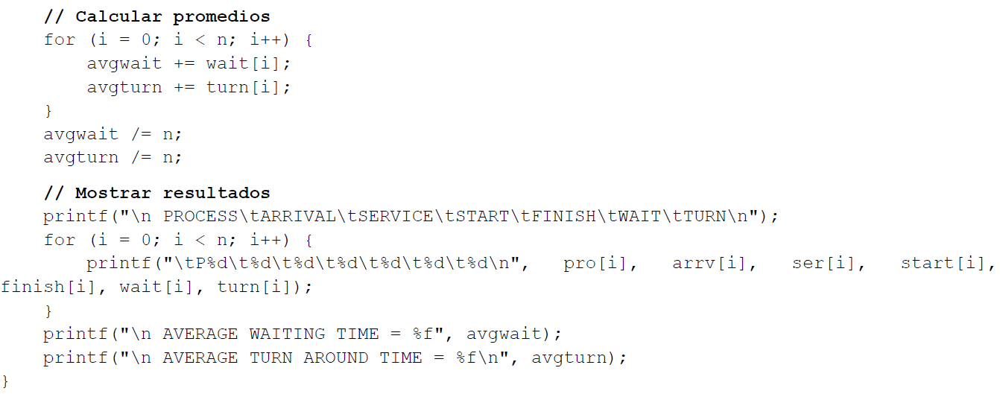 // Calcular promedios
for (i = 0; i < n; i++) {
avgwait += wait[i];
avgturn += turn[i];
}
avgwait /= n;
avgturn /= n;
// Mostrar resultados
printf("\n PROCESS\tARRIVAL\tSERVICE\tSTART\tFINISH\tWAIT\tTURN\n");
for (i = 0; i < n; i++) {
printf("\tP%d\t%d\t%d\t%d\t%d\t%d\t%d\n", pro[i], arrv[i], ser[i], start[i],
finish[i], wait[i], turn[i]);
}
printf("\n AVERAGE WAITING TIME = %f", avgwait);
printf("\n AVERAGE TURN AROUND TIME = %f\n", avgturn);
}